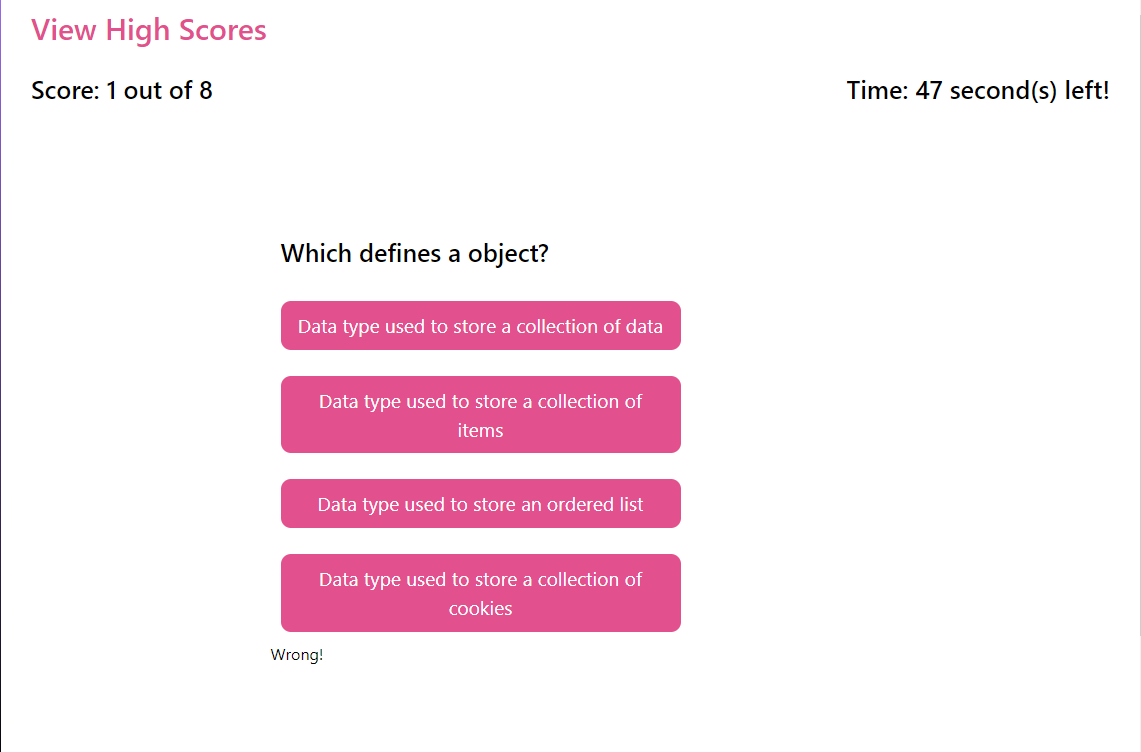 View High Scores
Score: 1 out of 8
Time: 47 second(s) left!
Which defines a object?
Data type used to store a collection of data
Data type used to store a collection of
items
Data type used to store an ordered list
Data type used to store a collection of
cookies
Wrong!